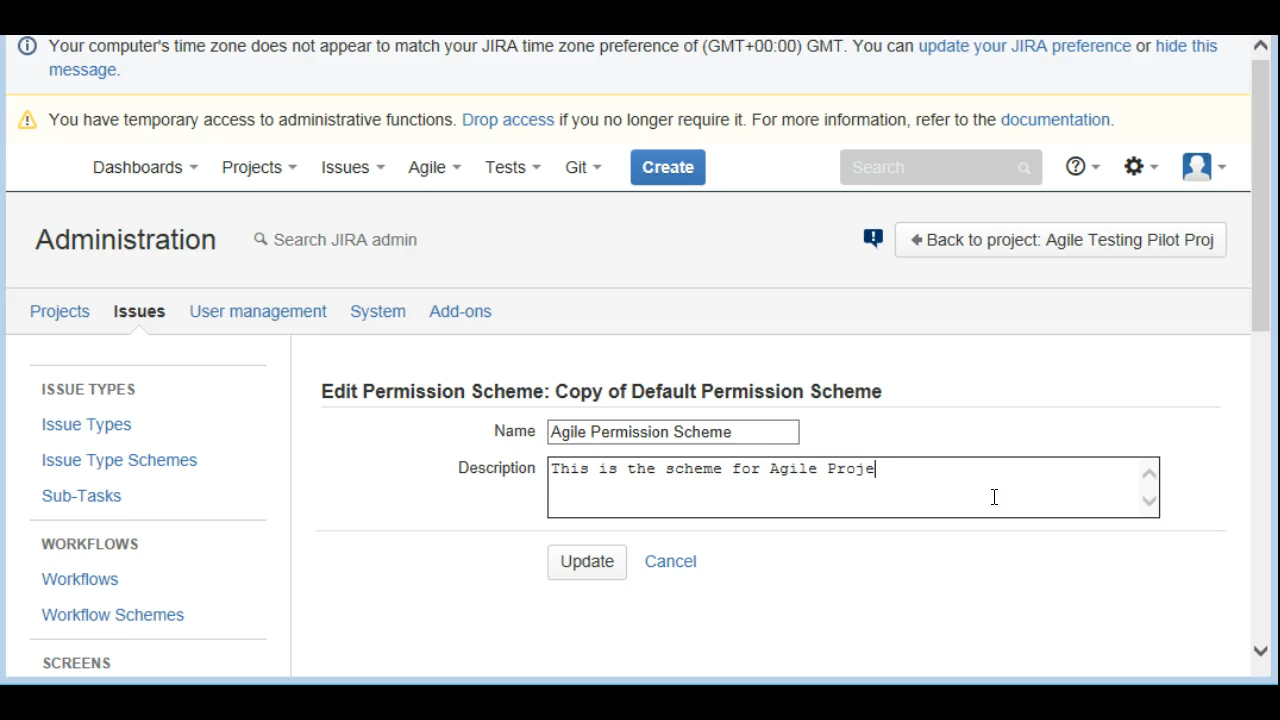 Your computer's time zone does not appear to match your JIRA time zone preference of (GMT+00:00) GMT. You can update your JIRA preference or hide this
message.
You have temporary access to administrative functions. Drop access if you no longer require it. For more information, refer to the documentation.
Dashboards Projects Issues Agile Tests Git Create Search
Administration Search JIRA admin Back to project: Agile Testing Pilot Proj
Projects Issues User management System Add-ons
ISSUE TYPES
Issue Types
Issue Type Schemes
Sub-Tasks
WORKFLOWS
Workflows
Workflow Schemes
SCREENS
Edit Permission Scheme: Copy of Default Permission Scheme
Name Agile Permission Scheme
Description This is the scheme for Agile Proje
Update Cancel